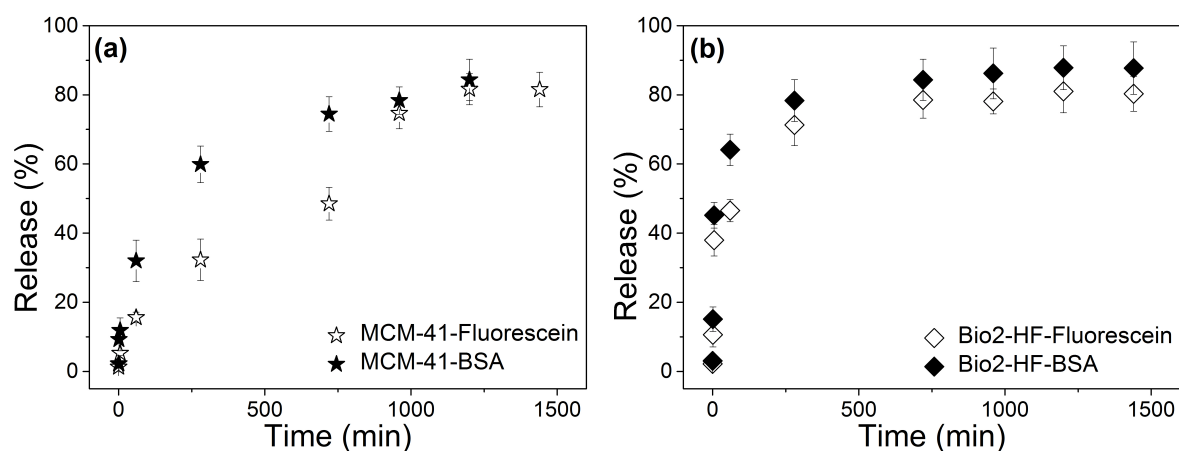 (a)
100
80
60
40
20
0
Release (%)
MCM-41-Fluorescein
MCM-41-BSA
0 500 1000 1500
Time (min)
(b)
100
80
60
40
20
0
Release (%)
Bio2-HF-Fluorescein
Bio2-HF-BSA
0 500 1000 1500
Time (min)